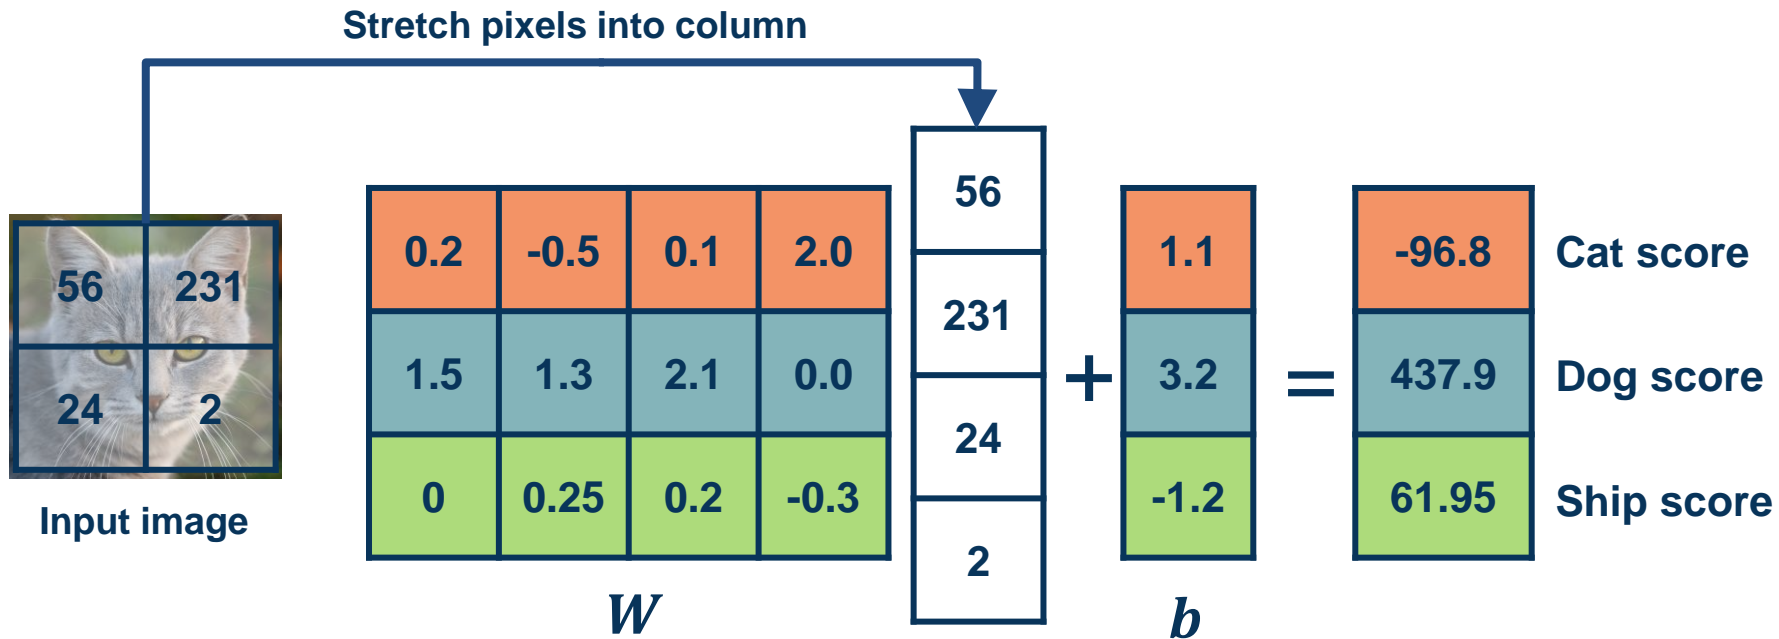 Stretch pixels into column
56 231
24 2
Input image
0.2 -0.5 0.1 2.0
1.5 1.3 2.1 0.0
0 0.25 0.2 -0.3
W
56
231
24
2
+
1.1
3.2
-1.2
b
=
-96.8 Cat score
437.9 Dog score
61.95 Ship score